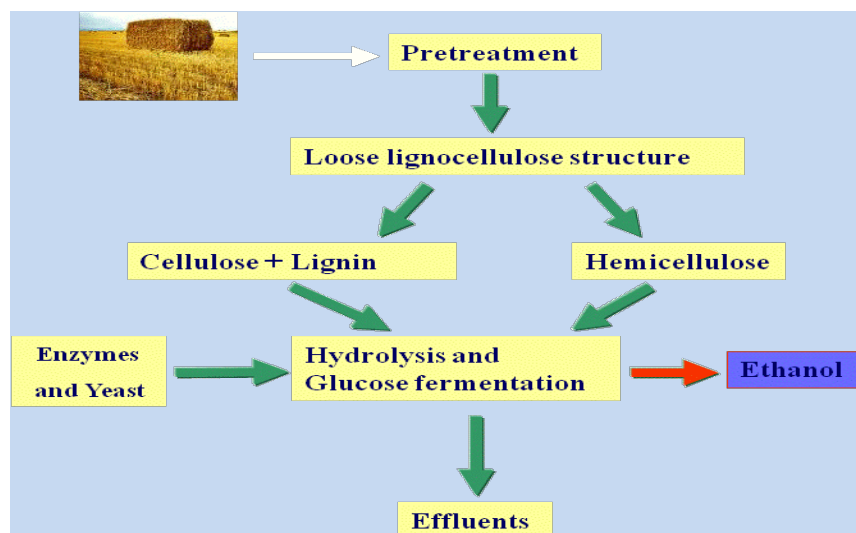 Pretreatment
Loose lignocellulose structure
Cellulose + Lignin
Hemicellulose
Enzymes
and Yeast
Hydrolysis and
Glucose fermentation
Ethanol
Effluents